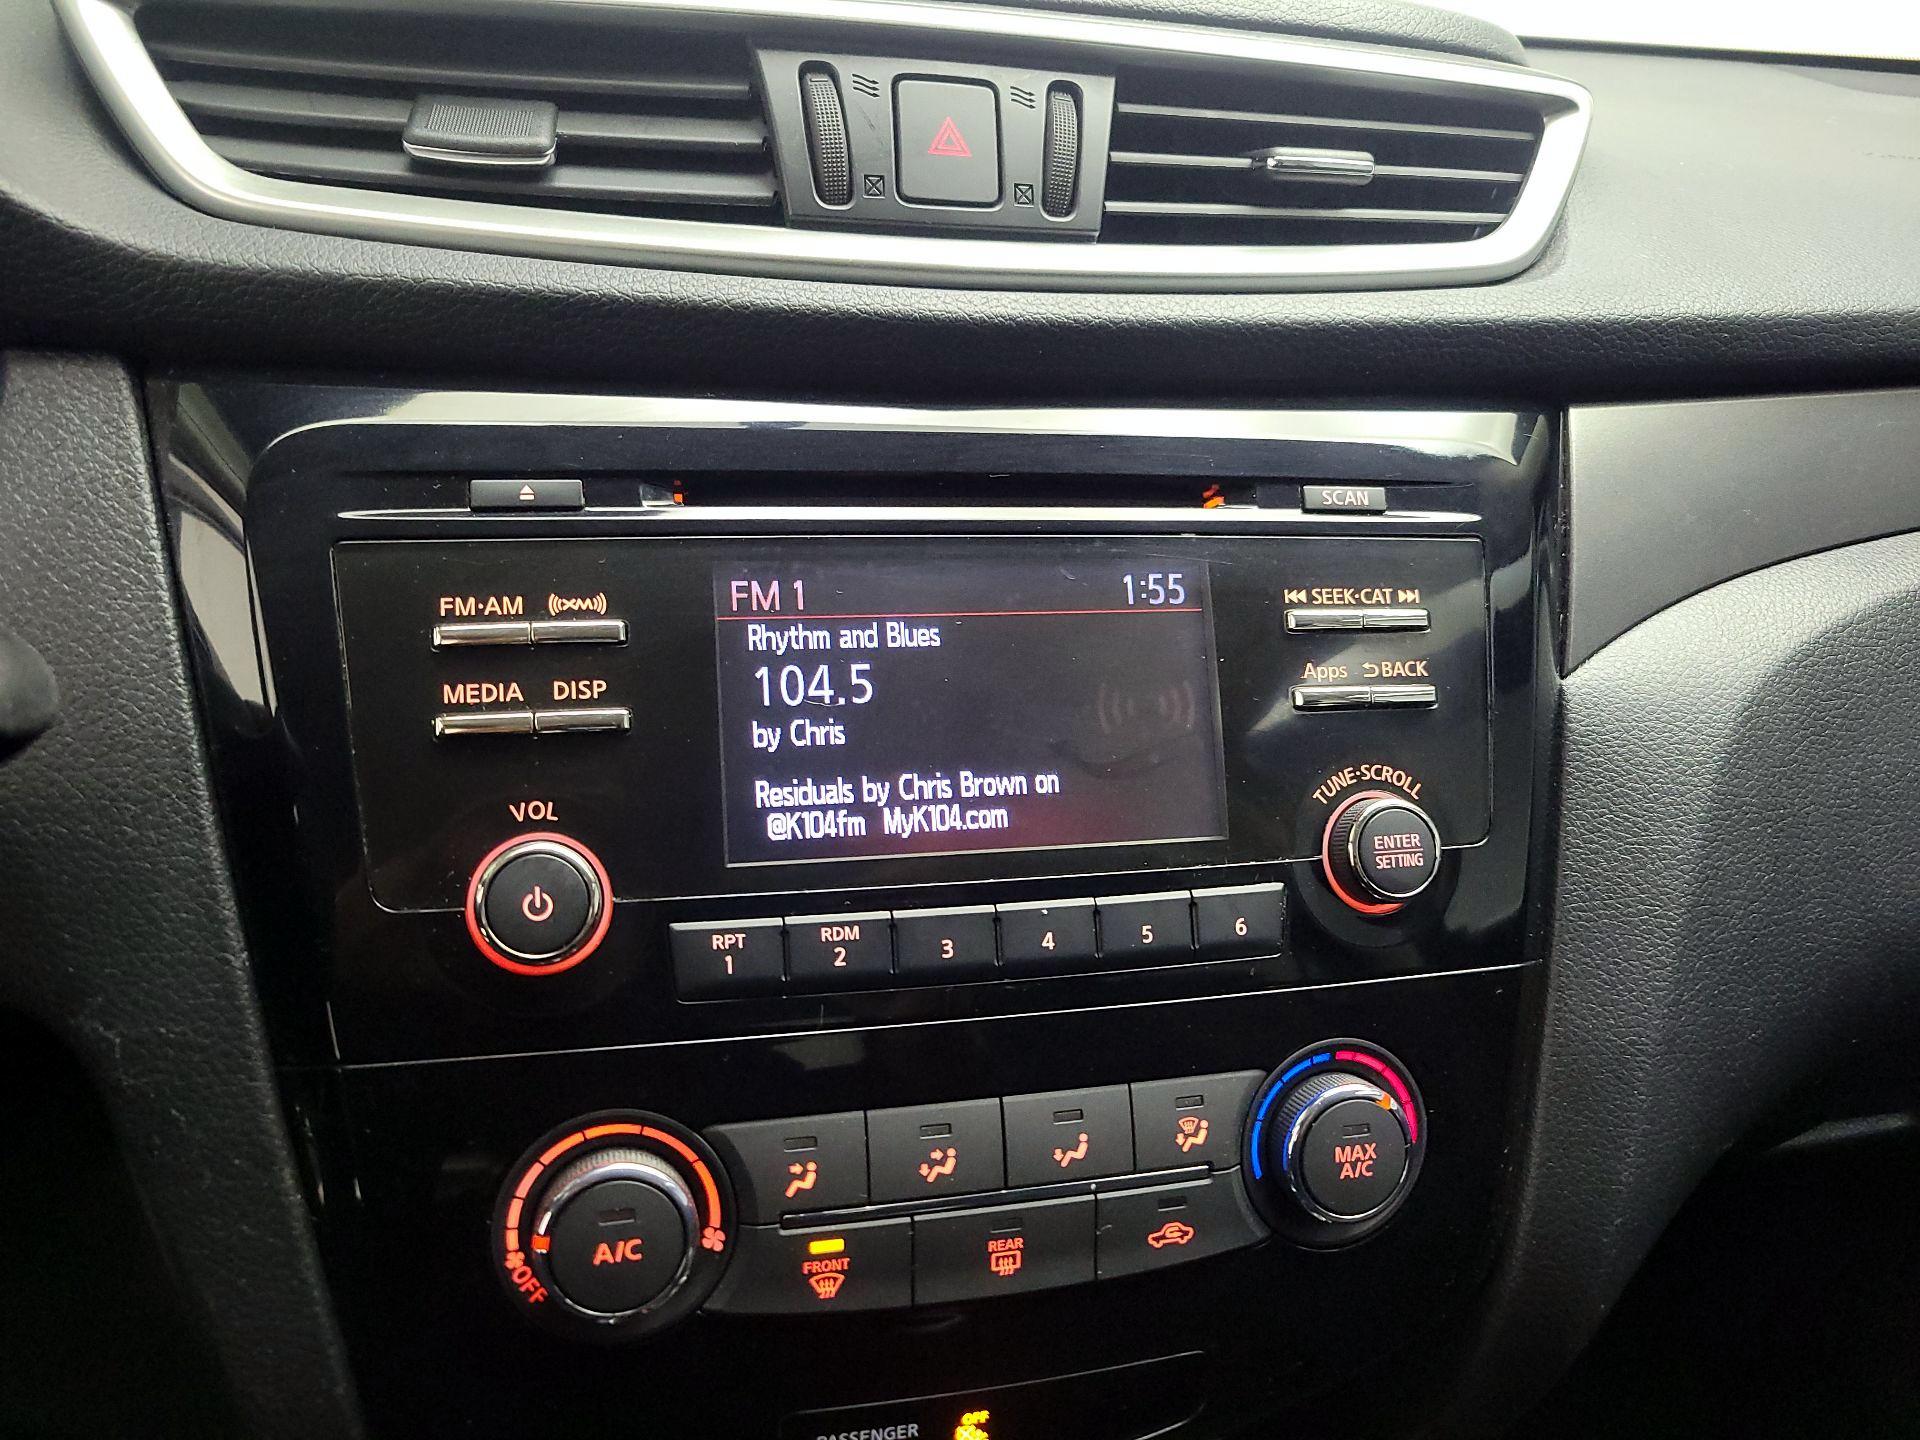 SCAN
FM·AM XM
SEEK·CAT
MEDIA DISP
Apps BACK
FM 1 1:55
Rhythm and Blues
104.5
by Chris
Residuals by Chris Brown on
@K104fm MyK104.com
VOL
TUNE·SCROLL
ENTER
SETTING
RPT
1
RDM
2
3
4
5
6
MAX
A/C
A/C
OFF
FRONT
REAR
PASSENGER
OFF